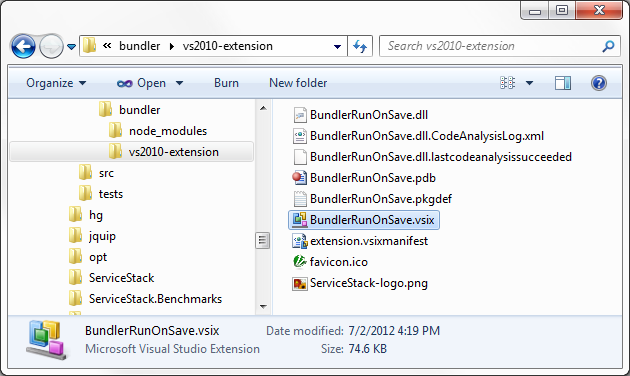 « bundler ▸ vs2010-extension
Search vs2010-extension
Organize ▾ Open ▾ Burn New folder
bundler
node_modules
vs2010-extension
src
tests
hg
jquip
opt
ServiceStack
ServiceStack.Benchmarks
BundlerRunOnSave.dll
BundlerRunOnSave.dll.CodeAnalysisLog.xml
BundlerRunOnSave.dll.lastcodeanalysissucceeded
BundlerRunOnSave.pdb
BundlerRunOnSave.pkgdef
BundlerRunOnSave.vsix
extension.vsixmanifest
favicon.ico
ServiceStack-logo.png
BundlerRunOnSave.vsix Date modified: 7/2/2012 4:19 PM
Microsoft Visual Studio Extension Size: 74.6 KB